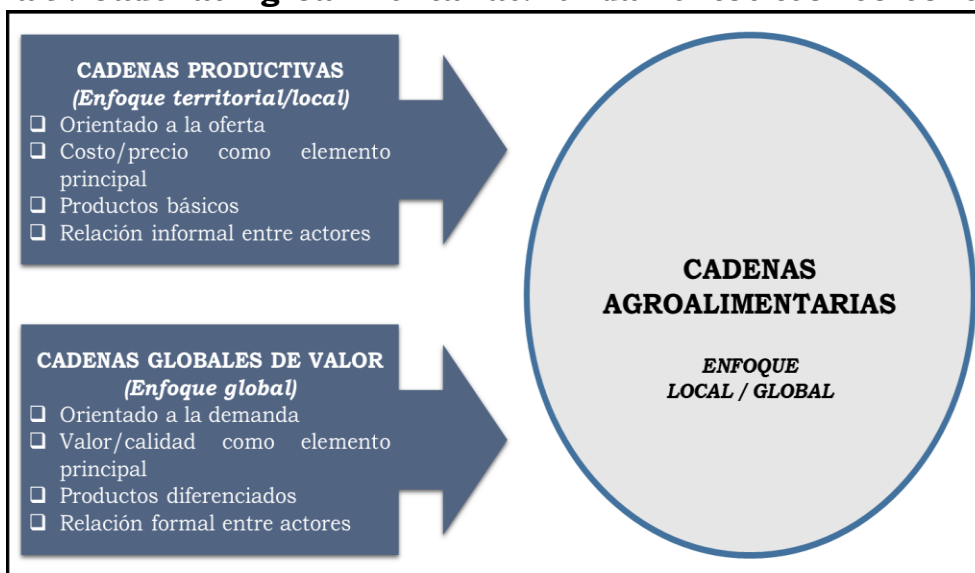 CADENAS PRODUCTIVAS
(Enfoque territorial/local)
❑ Orientado a la oferta
❑ Costo/precio como elemento
principal
❑ Productos básicos
❑ Relación informal entre actores
CADENAS GLOBALES DE VALOR
(Enfoque global)
❑ Orientado a la demanda
❑ Valor/calidad como elemento
principal
❑ Productos diferenciados
❑ Relación formal entre actores
CADENAS
AGROALIMENTARIAS
ENFOQUE
LOCAL / GLOBAL